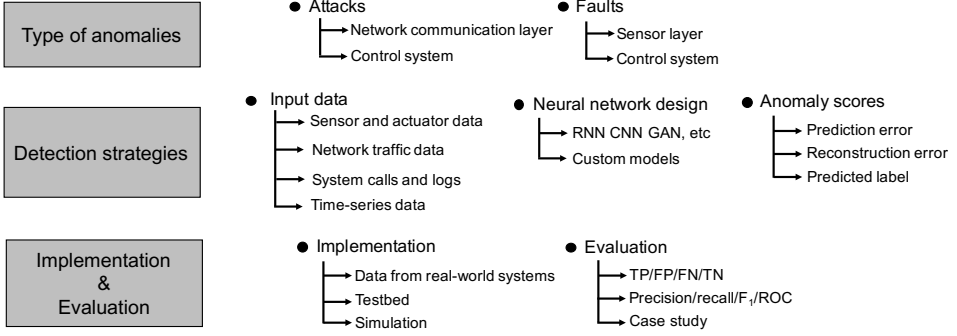 Type of anomalies
Attacks
Network communication layer
Control system
Faults
Sensor layer
Control system
Detection strategies
Input data
Sensor and actuator data
Network traffic data
System calls and logs
Time-series data
Neural network design
RNN CNN GAN, etc
Custom models
Anomaly scores
Prediction error
Reconstruction error
Predicted label
Implementation
&
Evaluation
Implementation
Data from real-world systems
Testbed
Simulation
Evaluation
TP/FP/FN/TN
Precision/recall/F₁/ROC
Case study